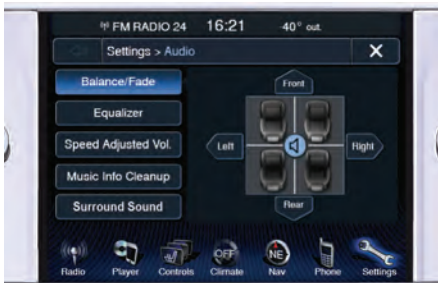 FM RADIO 24 16:21 -40° out.
Settings > Audio X
Balance/Fade
Front
Equalizer
Speed Adjusted Vol.
Left
Right
Music Info Cleanup
Surround Sound
Rear
OFF NE
Radio Player Controls Climate Nav Phone Settings